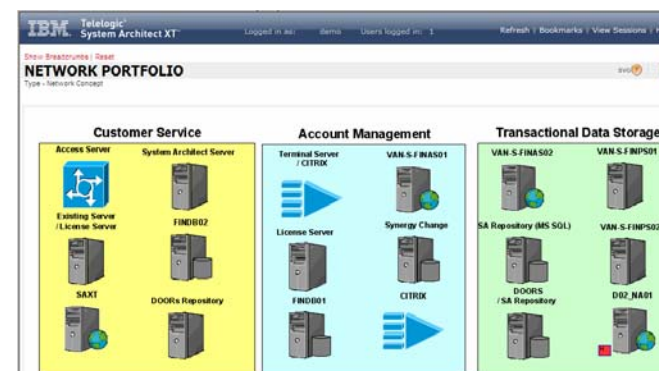 IBM. Telelogic®
System Architect XT™
Logged in as: demo Users logged in: 1
Refresh | Bookmarks | View Sessions |
Show Breadcrumbs | Reset
NETWORK PORTFOLIO
Type - Network Concept
SVG
Customer Service
Access Server
System Architect Server
Existing Server
/ License Server
FINDB02
SAXT
DOORs Repository
Account Management
Terminal Server
/ CITRIX
VAN-S-FINAS01
License Server
Synergy Change
FINDB01
CITRIX
Transactional Data Storage
VAN-S-FINAS02
VAN-S-FINPS01
SA Repository (MS SQL)
VAN-S-FINPS02
DOORS
/ SA Repository
D02_NA01